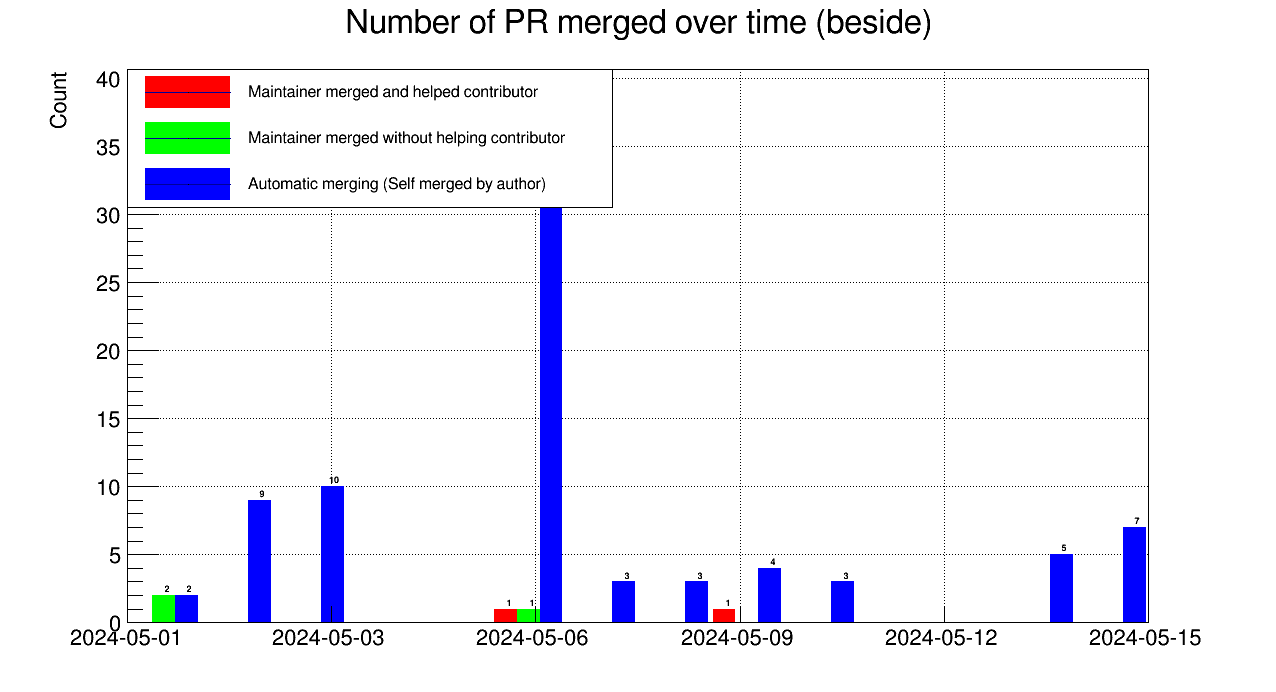 Number of PR merged over time (beside)
Count
40
35
30
25
20
15
10
5
0
Maintainer merged and helped contributor
Maintainer merged without helping contributor
Automatic merging (Self merged by author)
2 2 9 10 1 1 3 3 1 4 3 5 7
2024-05-01 2024-05-03 2024-05-06 2024-05-09 2024-05-12 2024-05-15